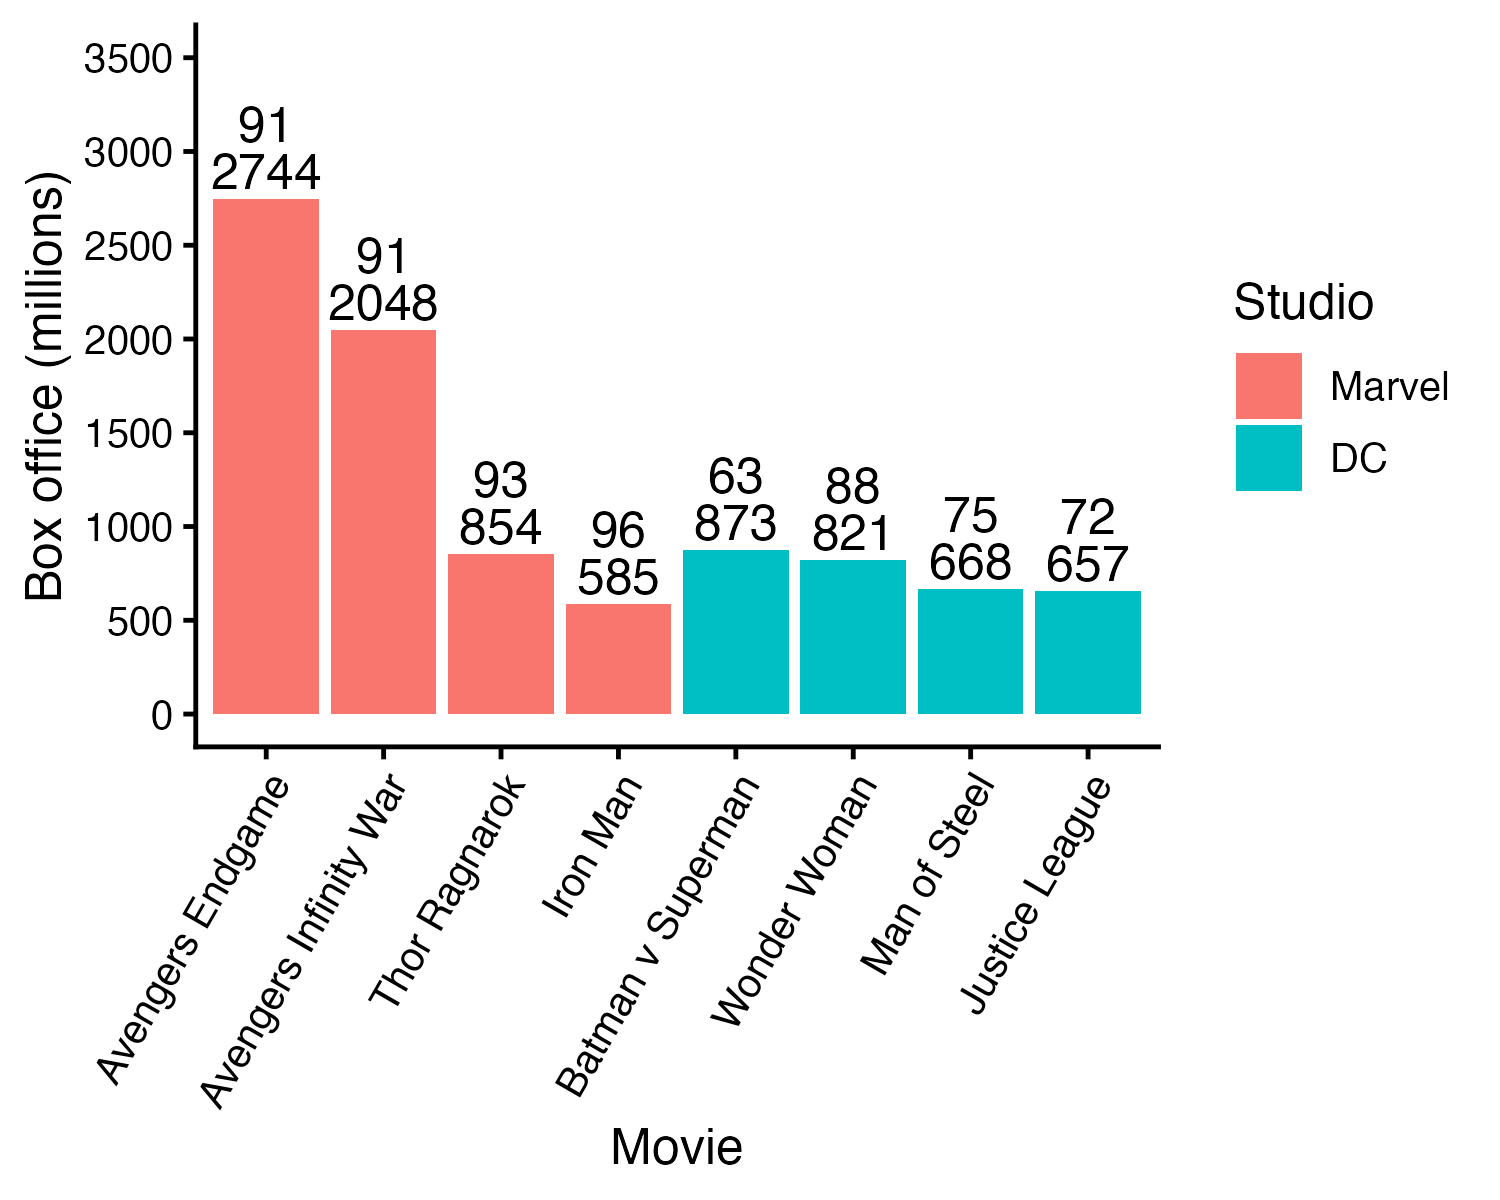 3500
3000
2500
2000
1500
1000
500
0
Box office (millions)
91
2744
91
2048
93
854
96
585
63
873
88
821
75
668
72
657
Avengers Endgame
Avengers Infinity War
Thor Ragnarok
Iron Man
Batman v Superman
Wonder Woman
Man of Steel
Justice League
Movie
Studio
Marvel
DC